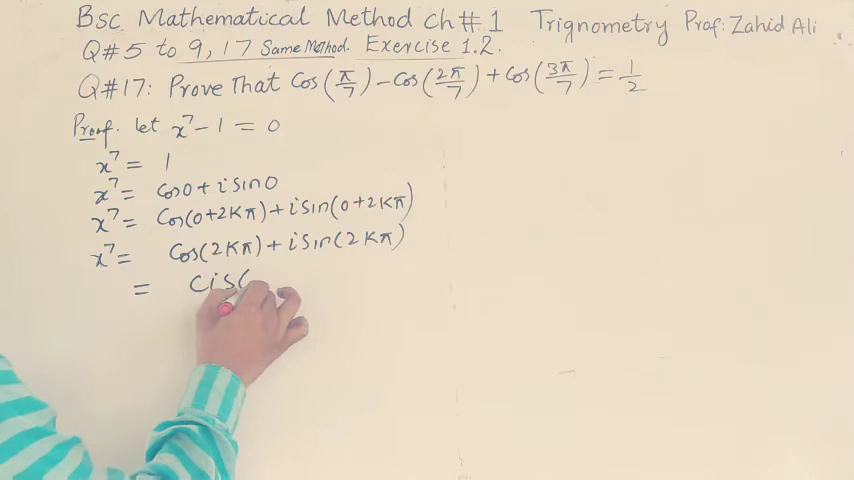 Bsc Mathematical Method Ch # 1 Trignometry Prof: Zahid Ali
Q#5 to 9, 17 Same Method. Exercise 1.2.
Q#17: Prove That Cos(π/7) - Cos(2π/7) + Cos(3π/7) = 1/2
Proof. let x⁷ - 1 = 0
x⁷ = 1
x⁷ = Cos0 + i Sin0
x⁷ = Cos(0+2Kπ) + i Sin(0+2Kπ)
x⁷ = Cos(2Kπ) + i Sin(2Kπ)
= Cis(